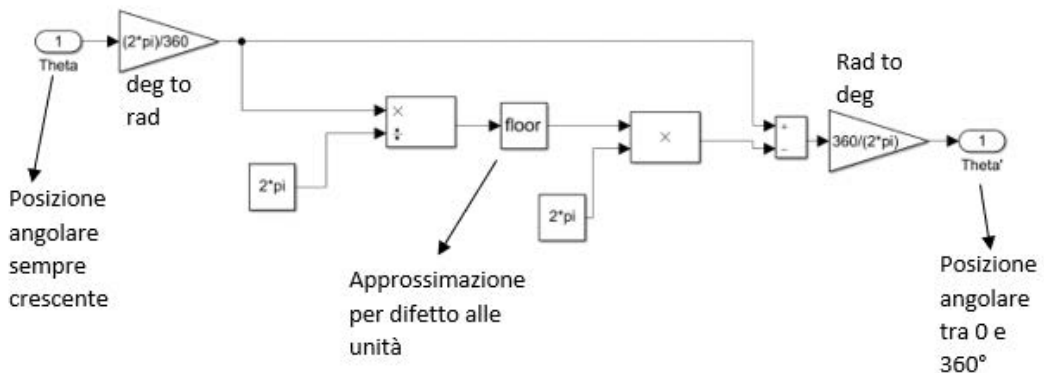 1
Theta
(2*pi)/360
deg to
rad
Posizione
angolare
sempre
crescente
×
÷
2*pi
floor
Approssimazione
per difetto alle
unità
×
2*pi
+
−
Rad to
deg
360/(2*pi)
1
Theta'
Posizione
angolare
tra 0 e
360°